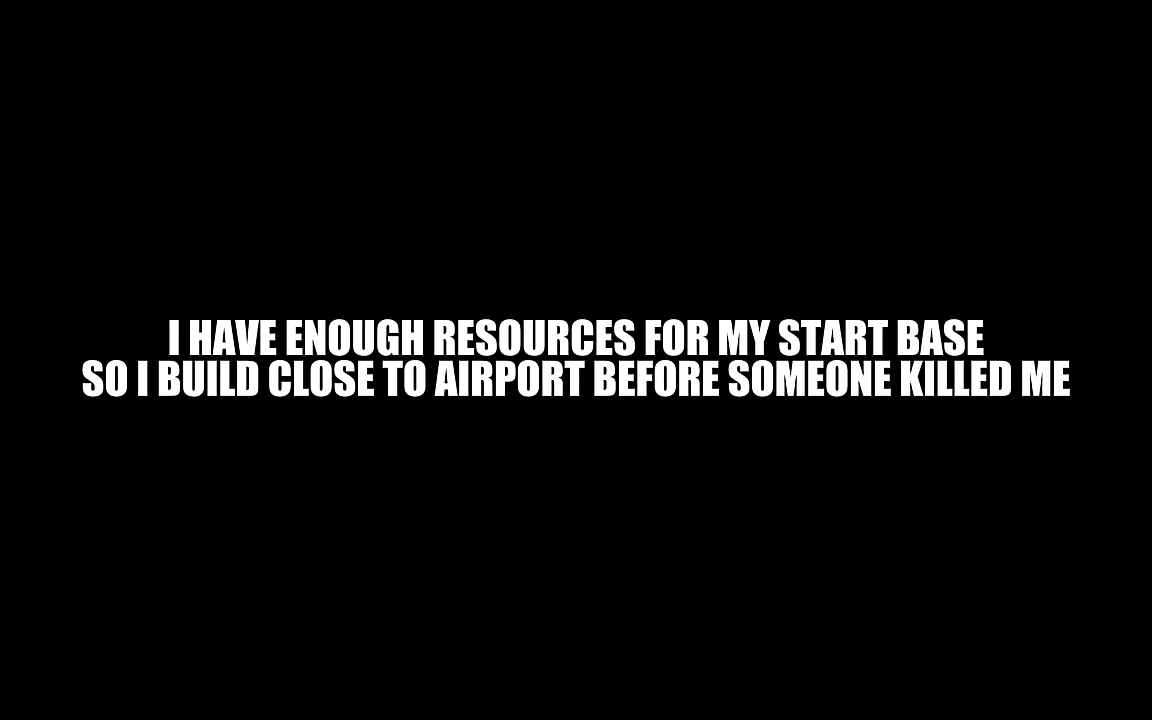 I HAVE ENOUGH RESOURCES FOR MY START BASE
SO I BUILD CLOSE TO AIRPORT BEFORE SOMEONE KILLED ME